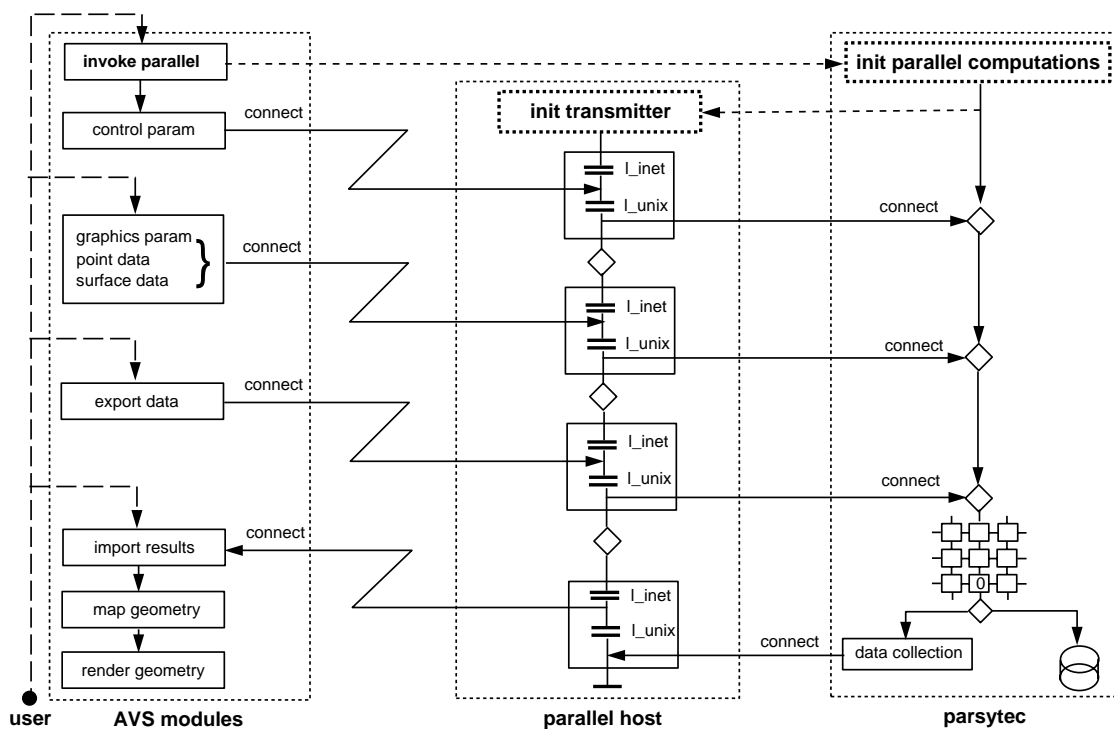 invoke parallel
init parallel computations
control param
connect
init transmitter
l_inet
l_unix
connect
graphics param
point data
surface data
connect
l_inet
l_unix
connect
export data
connect
l_inet
l_unix
connect
import results
connect
0
map geometry
l_inet
l_unix
connect
data collection
render geometry
user
AVS modules
parallel host
parsytec